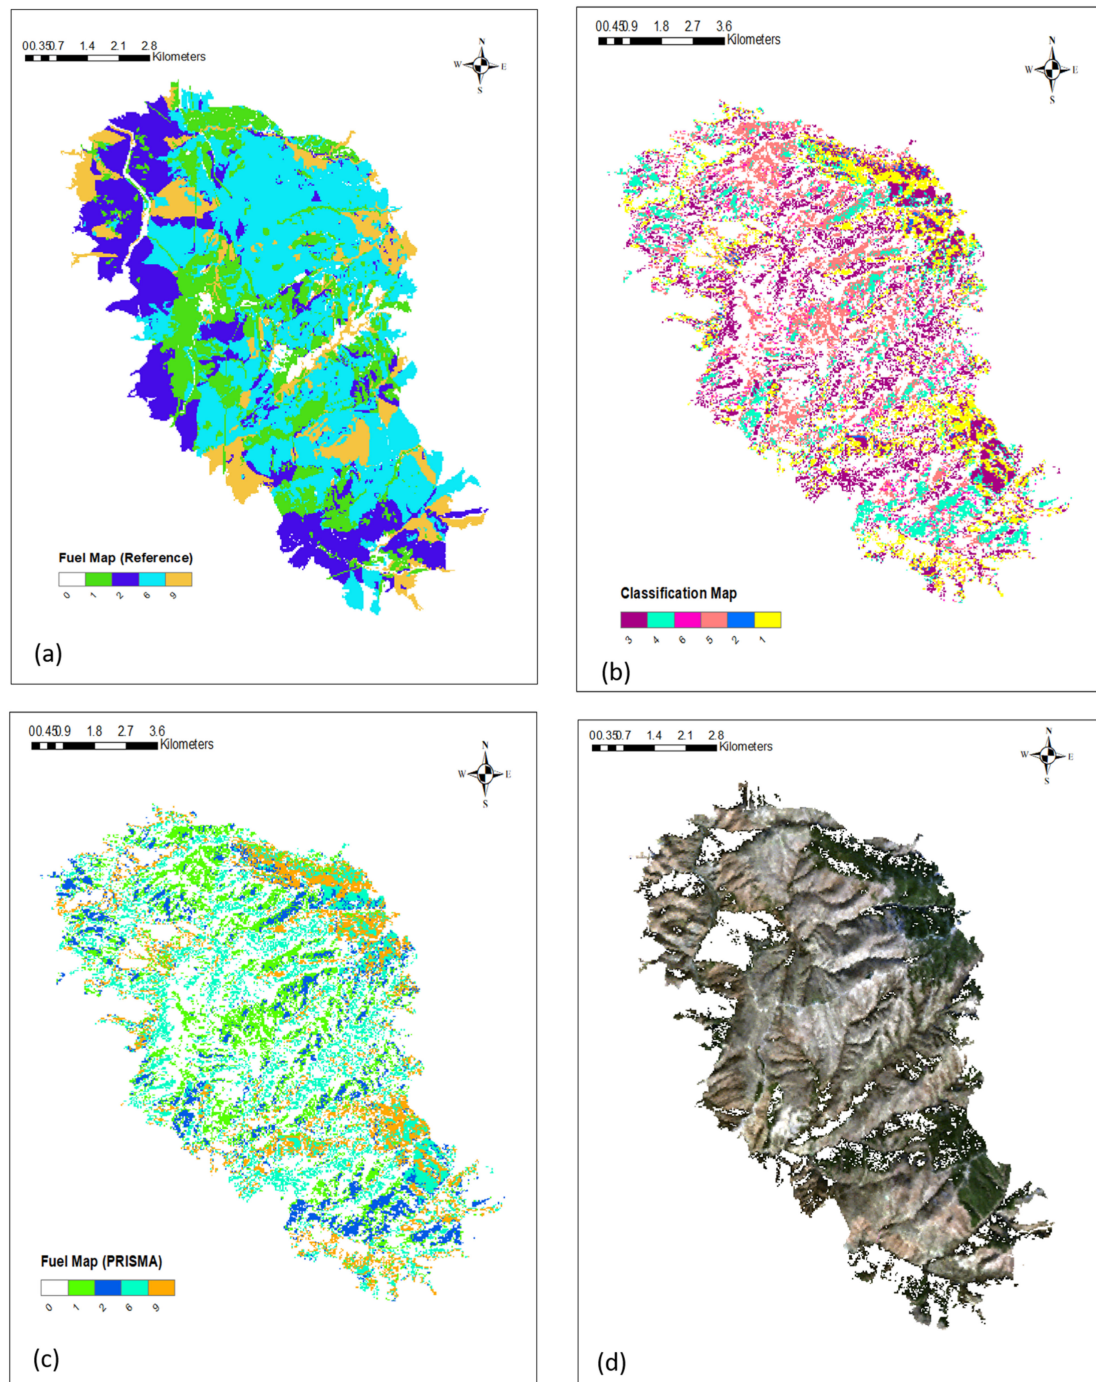 00.350.7 1.4 2.1 2.8
Kilometers
N
W E
S
Fuel Map (Reference)
0 1 2 6 9
(a)
00.450.9 1.8 2.7 3.6
Kilometers
N
W E
S
Classification Map
3 4 6 5 2 1
(b)
00.450.9 1.8 2.7 3.6
Kilometers
N
W E
S
Fuel Map (PRISMA)
0 1 2 6 9
(c)
00.350.7 1.4 2.1 2.8
Kilometers
N
W E
S
(d)